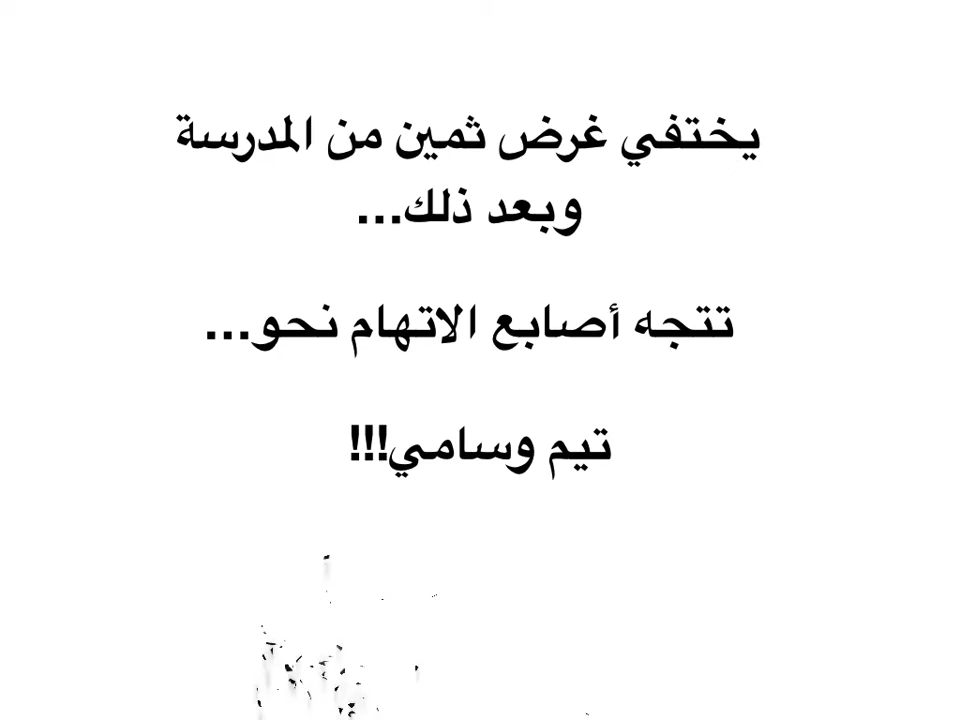 يختفي غرض ثمين من المدرسة
وبعد ذلك...
تتجه أصابع الاتهام نحو...
تيم وسامي!!!